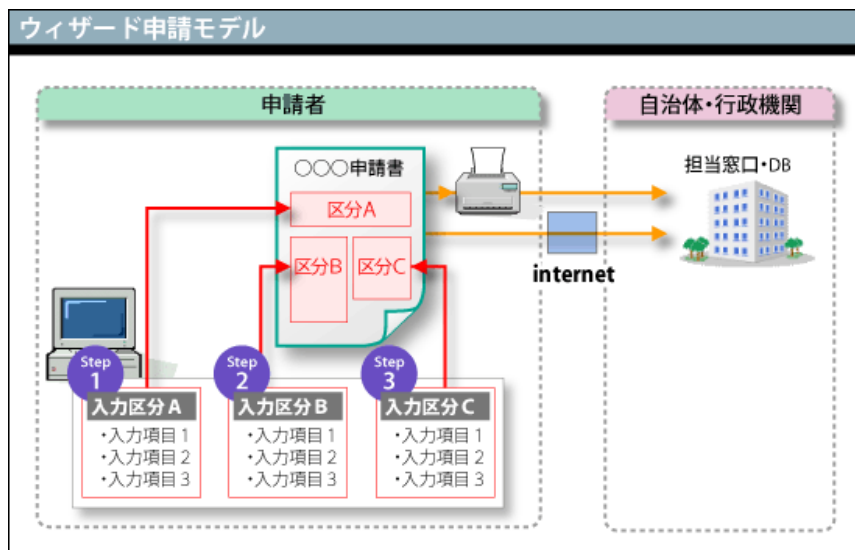 ウィザード申請モデル
申請者
自治体・行政機関
○○○申請書
担当窓口・DB
区分A
区分B
区分C
internet
Step
1
Step
2
Step
3
入力区分A
・入力項目1
・入力項目2
・入力項目3
入力区分B
・入力項目1
・入力項目2
・入力項目3
入力区分C
・入力項目1
・入力項目2
・入力項目3